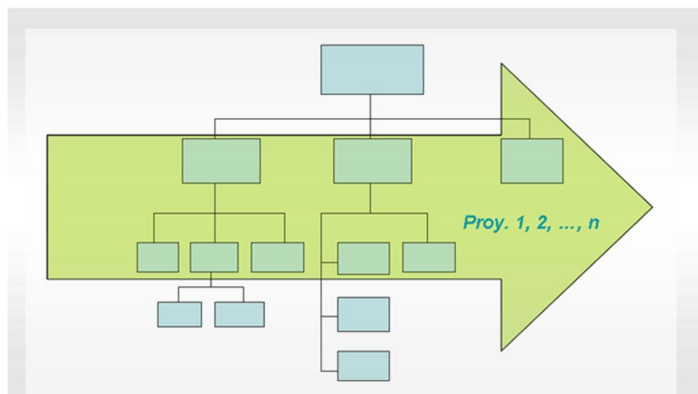 Proy. 1, 2, ..., n